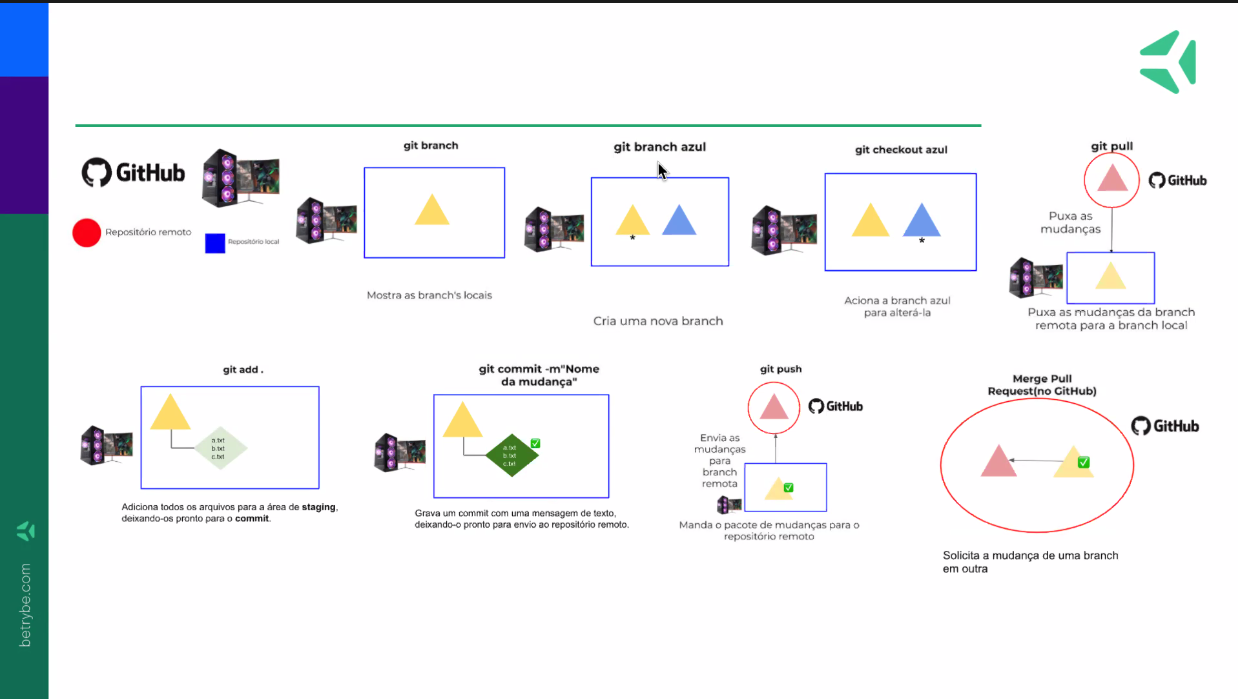 GitHub
Repositório remoto
Repositório local
git branch
Mostra as branch's locais
git branch azul
*
Cria uma nova branch
git checkout azul
*
Aciona a branch azul
para alterá-la
git pull
GitHub
Puxa as
mudanças
Puxa as mudanças da branch
remota para a branch local
git add .
a.txt
b.txt
c.txt
Adiciona todos os arquivos para a área de staging,
deixando-os pronto para o commit.
git commit -m"Nome
da mudança"
a.txt
b.txt
c.txt
Grava um commit com uma mensagem de texto,
deixando-o pronto para envio ao repositório remoto.
git push
GitHub
Envia as
mudanças
para
branch
remota
Manda o pacote de mudanças para o
repositório remoto
Merge Pull
Request(no GitHub)
GitHub
Solicita a mudança de uma branch
em outra
betrybe.com